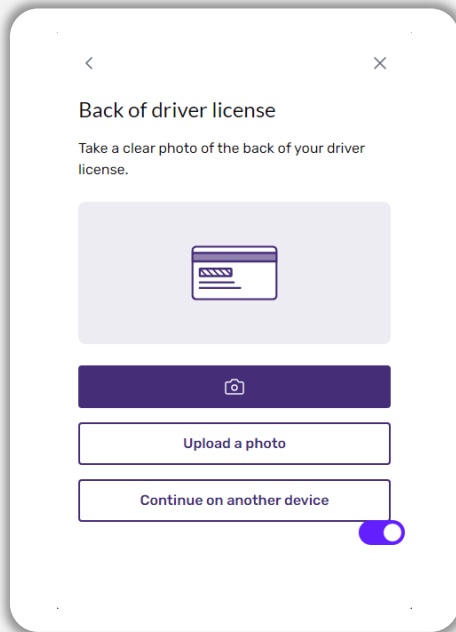 Back of driver license
Take a clear photo of the back of your driver
license.
Upload a photo
Continue on another device